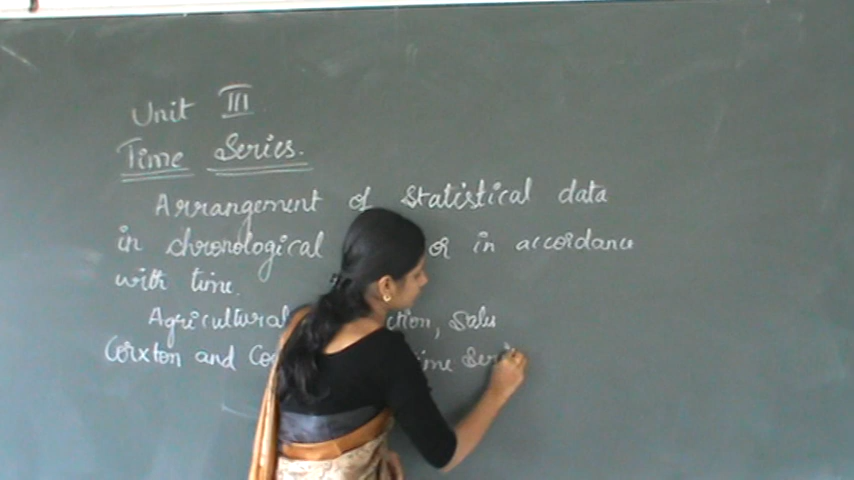 Unit III
Time Series.
Arrangement of statistical data
in chronological or in accordance
with time.
Agricultural ction, Sales
Corxton and Co ime Ser